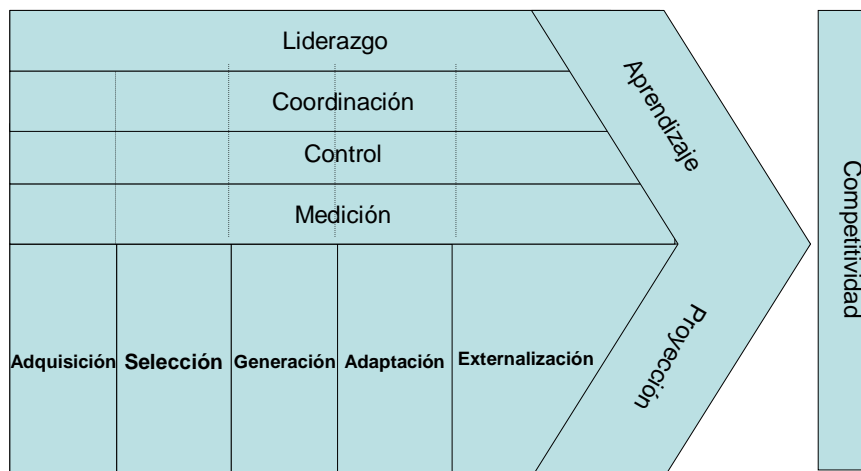 Liderazgo
Coordinación
Control
Medición
Adquisición
Selección
Generación
Adaptación
Externalización
Aprendizaje
Proyección
Competitividad